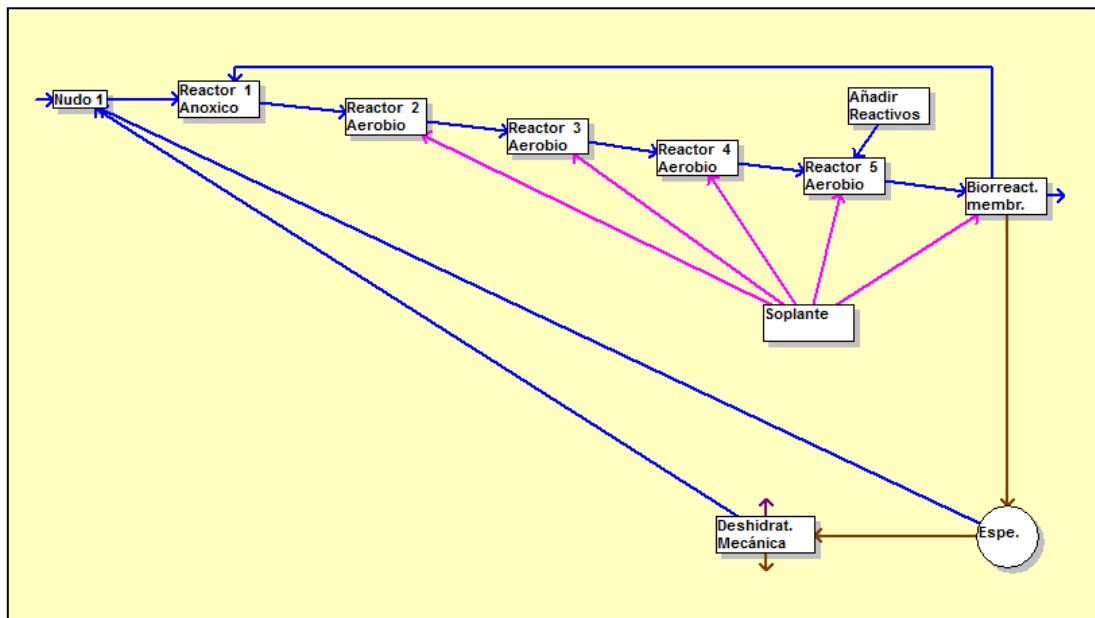 Nudo 1
Reactor 1
Anoxico
Reactor 2
Aerobio
Reactor 3
Aerobio
Reactor 4
Aerobio
Añadir
Reactivos
Reactor 5
Aerobio
Biorreact.
membr.
Soplante
Deshidrat.
Mecánica
Espe.